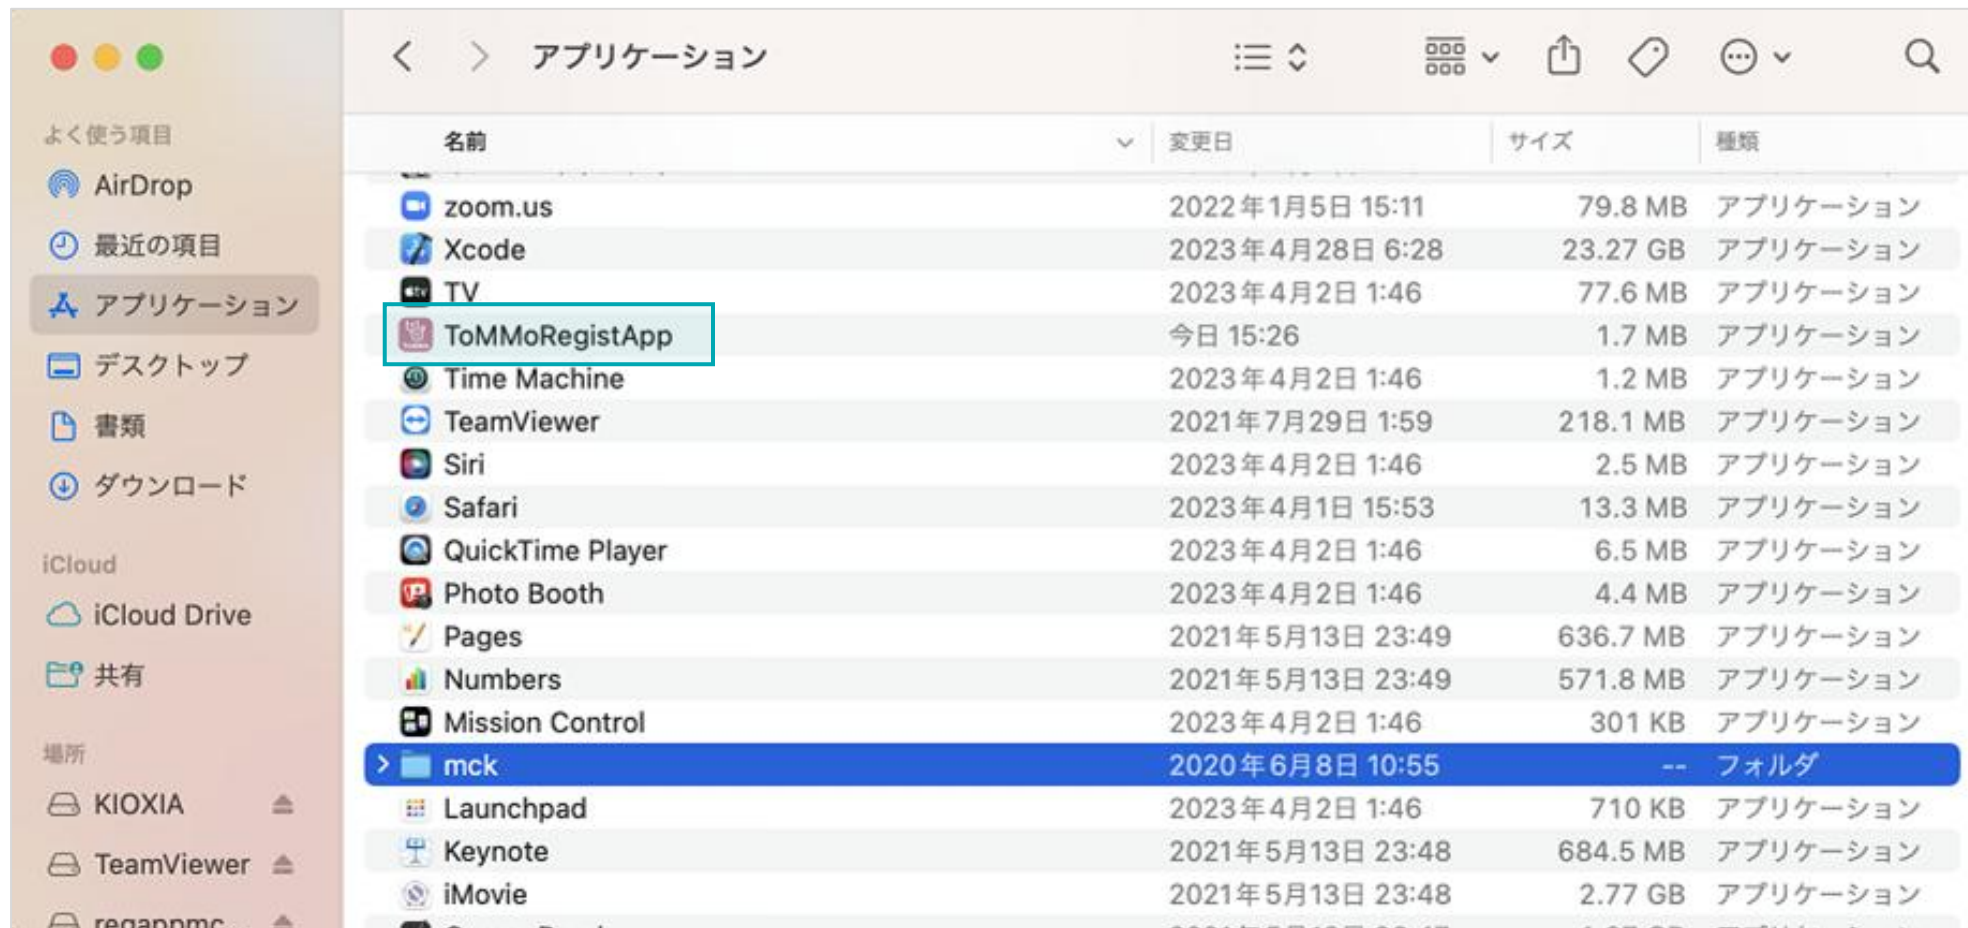 アプリケーション
よく使う項目
AirDrop
最近の項目
アプリケーション
デスクトップ
書類
ダウンロード
iCloud
iCloud Drive
共有
場所
KIOXIA
TeamViewer
regappmc...
名前 変更日 サイズ 種類
zoom.us 2022年1月5日 15:11 79.8 MB アプリケーション
Xcode 2023年4月28日 6:28 23.27 GB アプリケーション
TV 2023年4月2日 1:46 77.6 MB アプリケーション
ToMMoRegistApp 今日 15:26 1.7 MB アプリケーション
Time Machine 2023年4月2日 1:46 1.2 MB アプリケーション
TeamViewer 2021年7月29日 1:59 218.1 MB アプリケーション
Siri 2023年4月2日 1:46 2.5 MB アプリケーション
Safari 2023年4月1日 15:53 13.3 MB アプリケーション
QuickTime Player 2023年4月2日 1:46 6.5 MB アプリケーション
Photo Booth 2023年4月2日 1:46 4.4 MB アプリケーション
Pages 2021年5月13日 23:49 636.7 MB アプリケーション
Numbers 2021年5月13日 23:49 571.8 MB アプリケーション
Mission Control 2023年4月2日 1:46 301 KB アプリケーション
mck 2020年6月8日 10:55 -- フォルダ
Launchpad 2023年4月2日 1:46 710 KB アプリケーション
Keynote 2021年5月13日 23:48 684.5 MB アプリケーション
iMovie 2021年5月13日 23:48 2.77 GB アプリケーション